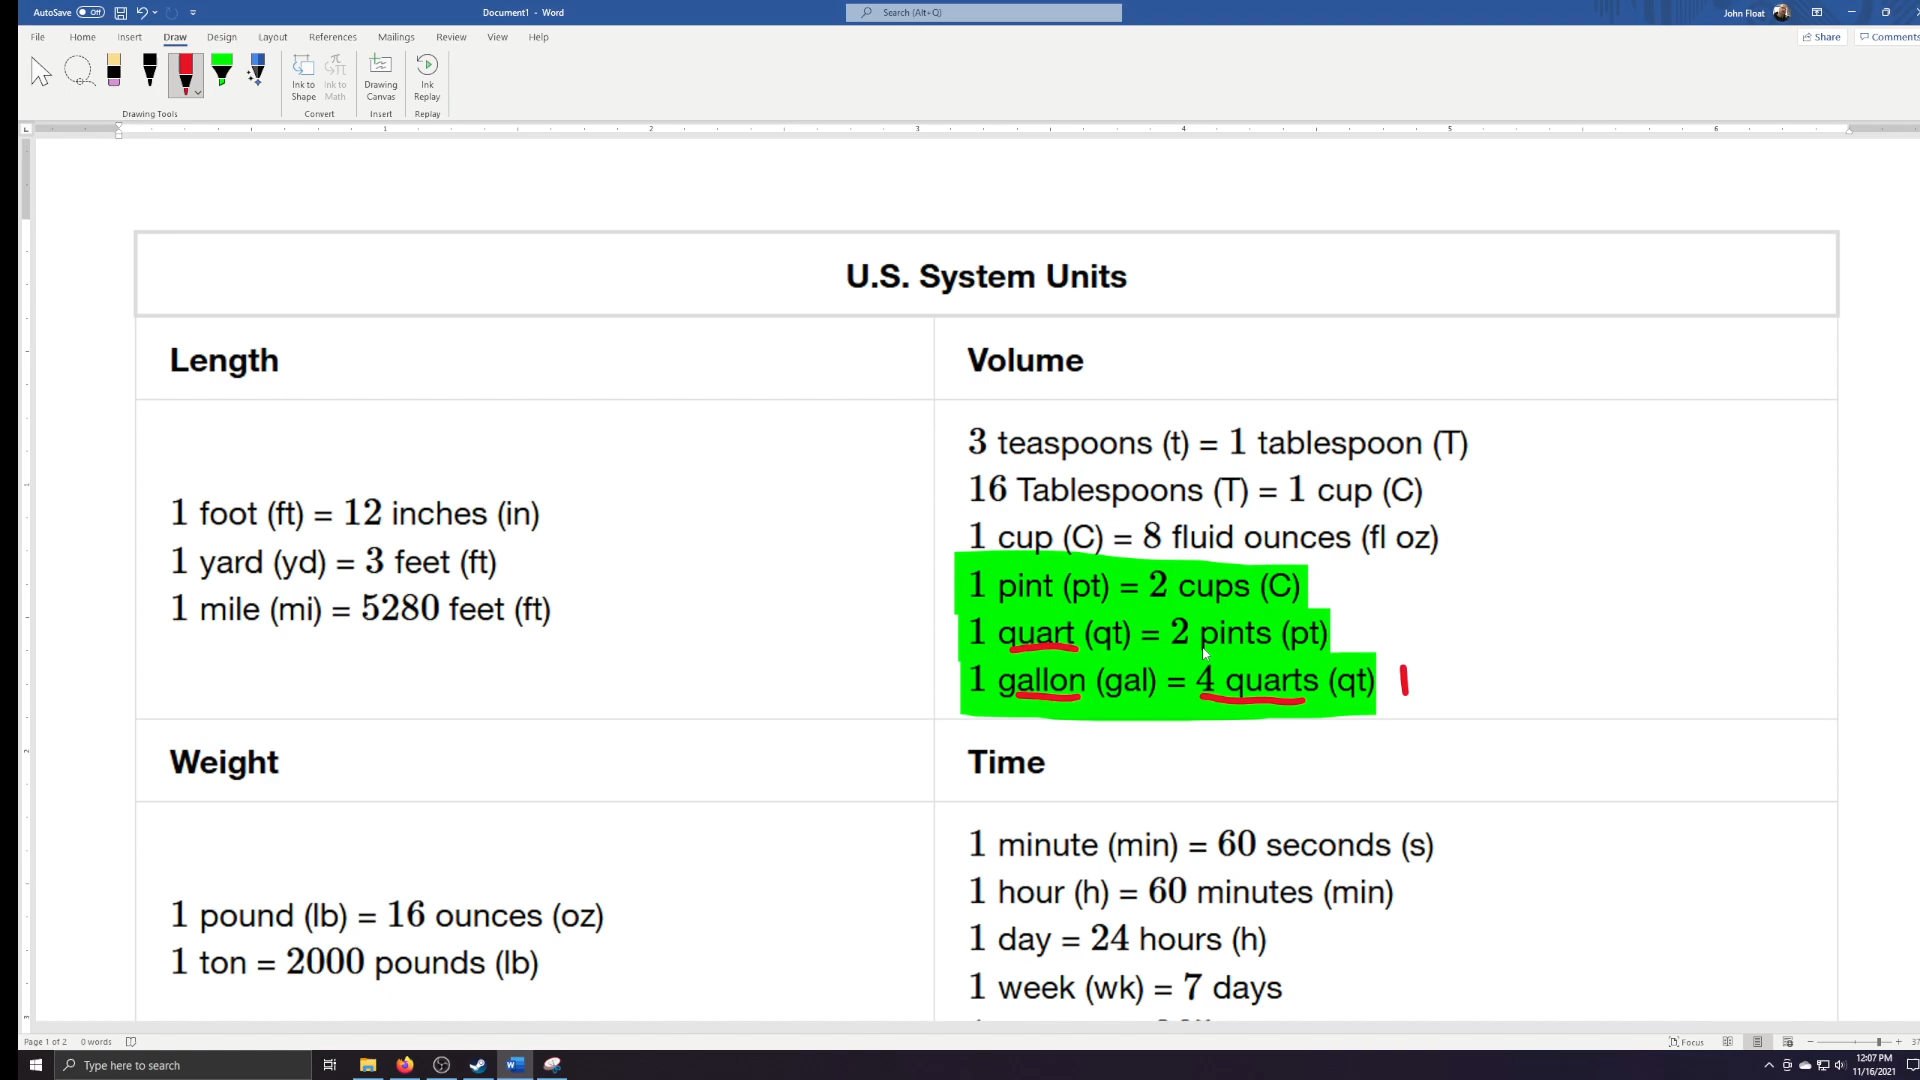 AutoSave Off
Document1 - Word
Search (Alt+Q)
John Float
File Home Insert Draw Design Layout References Mailings Review View Help
Share Comments
Ink to Shape
Ink to Math
Drawing Canvas
Ink Replay
Drawing Tools Convert Insert Replay
1 2 3 4 5 6
U.S. System Units
Length
Volume
1 foot (ft) = 12 inches (in)
1 yard (yd) = 3 feet (ft)
1 mile (mi) = 5280 feet (ft)
3 teaspoons (t) = 1 tablespoon (T)
16 Tablespoons (T) = 1 cup (C)
1 cup (C) = 8 fluid ounces (fl oz)
1 pint (pt) = 2 cups (C)
1 quart (qt) = 2 pints (pt)
1 gallon (gal) = 4 quarts (qt)
Weight
Time
1 pound (lb) = 16 ounces (oz)
1 ton = 2000 pounds (lb)
1 minute (min) = 60 seconds (s)
1 hour (h) = 60 minutes (min)
1 day = 24 hours (h)
1 week (wk) = 7 days
Page 1 of 2 0 words
Focus
Type here to search
12:07 PM
11/16/2021